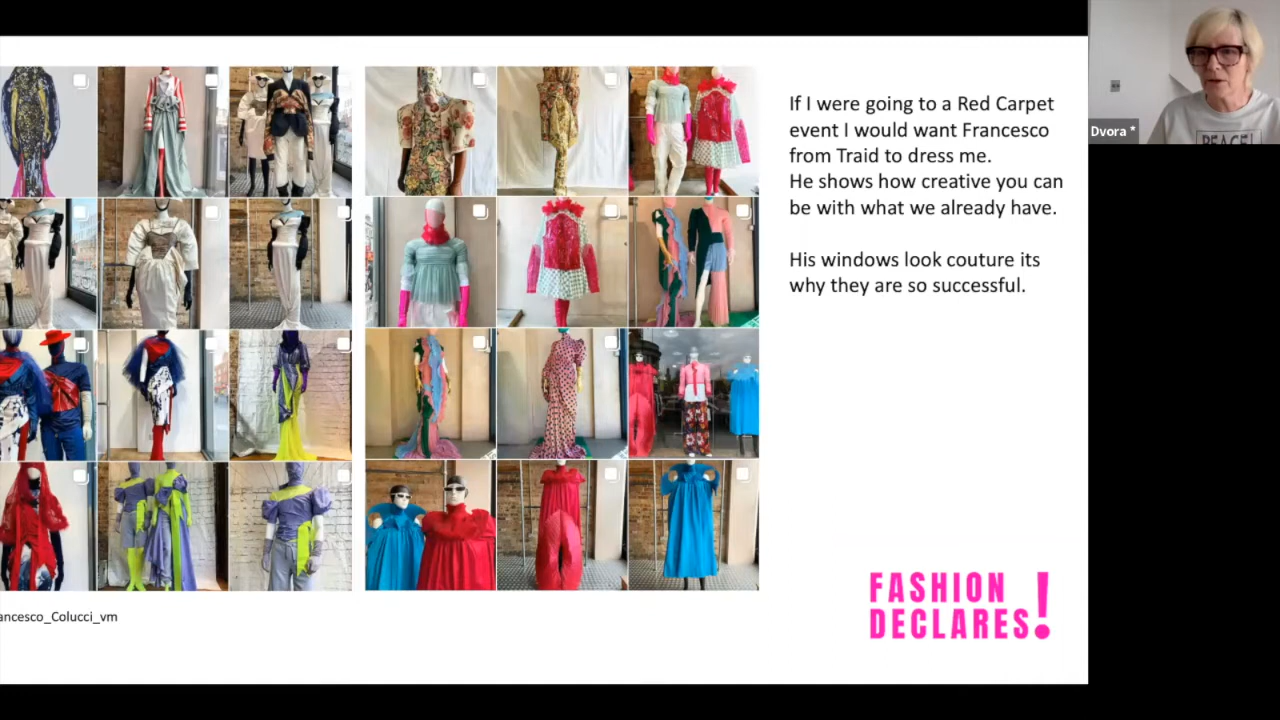 If I were going to a Red Carpet
event I would want Francesco
from Traid to dress me.
He shows how creative you can
be with what we already have.
His windows look couture its
why they are so successful.
ancesco_Colucci_vm
FASHION
DECLARES!
Dvora *
PEACE!